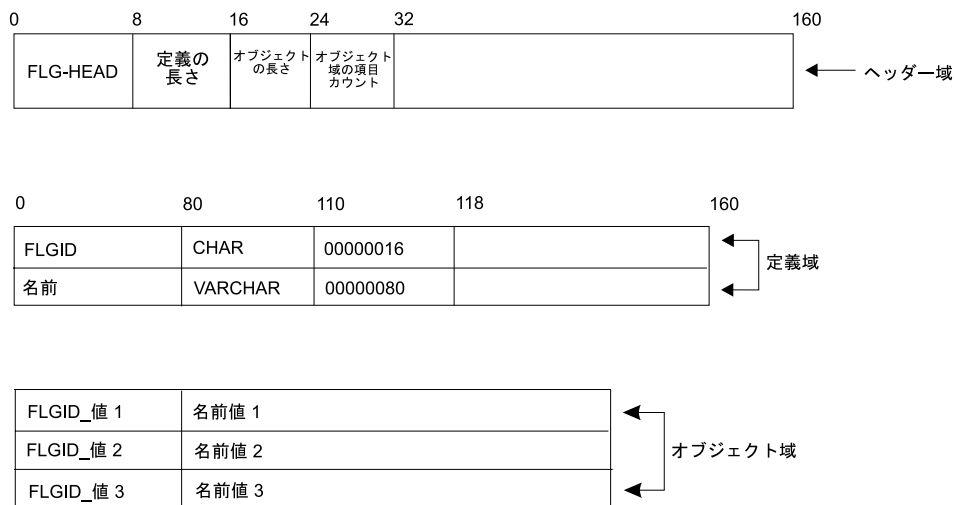 0 8 16 24 32 160
FLG-HEAD
定義の
長さ
オブジェクト
の長さ
オブジェクト
域の項目
カウント
ヘッダー域
0 80 110 118 160
FLGID CHAR 00000016
名前 VARCHAR 00000080
定義域
FLGID_値 1 名前値 1
FLGID_値 2 名前値 2
FLGID_値 3 名前値 3
オブジェクト域